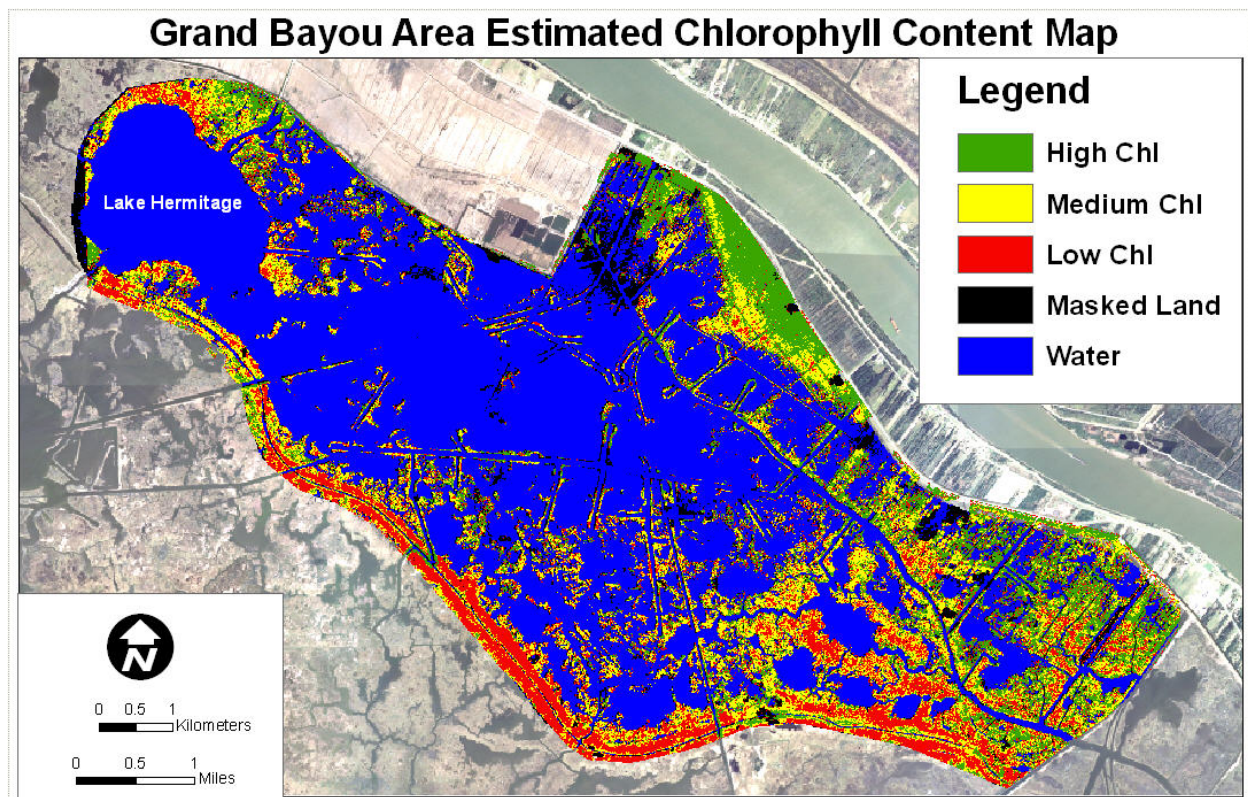 Grand Bayou Area Estimated Chlorophyll Content Map
Legend
High Chl
Medium Chl
Low Chl
Masked Land
Water
Lake Hermitage
N
0 0.5 1
Kilometers
0 0.5 1
Miles